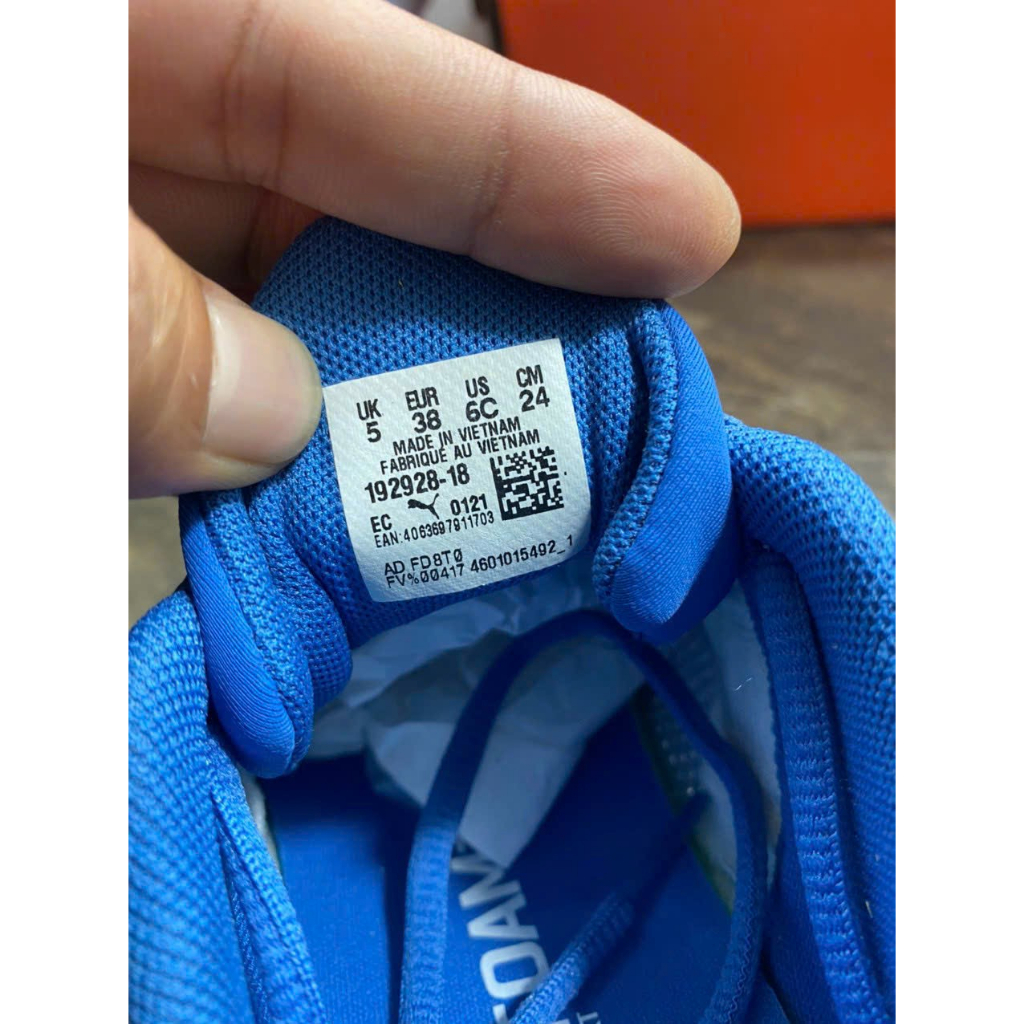 UK EUR US CM
5 38 6C 24
MADE IN VIETNAM
FABRIQUÉ AU VIETNAM
192928-18
EC 0121
EAN:4063697911703
AD FD8T0
FV%00417 4601015492_1
FOAM